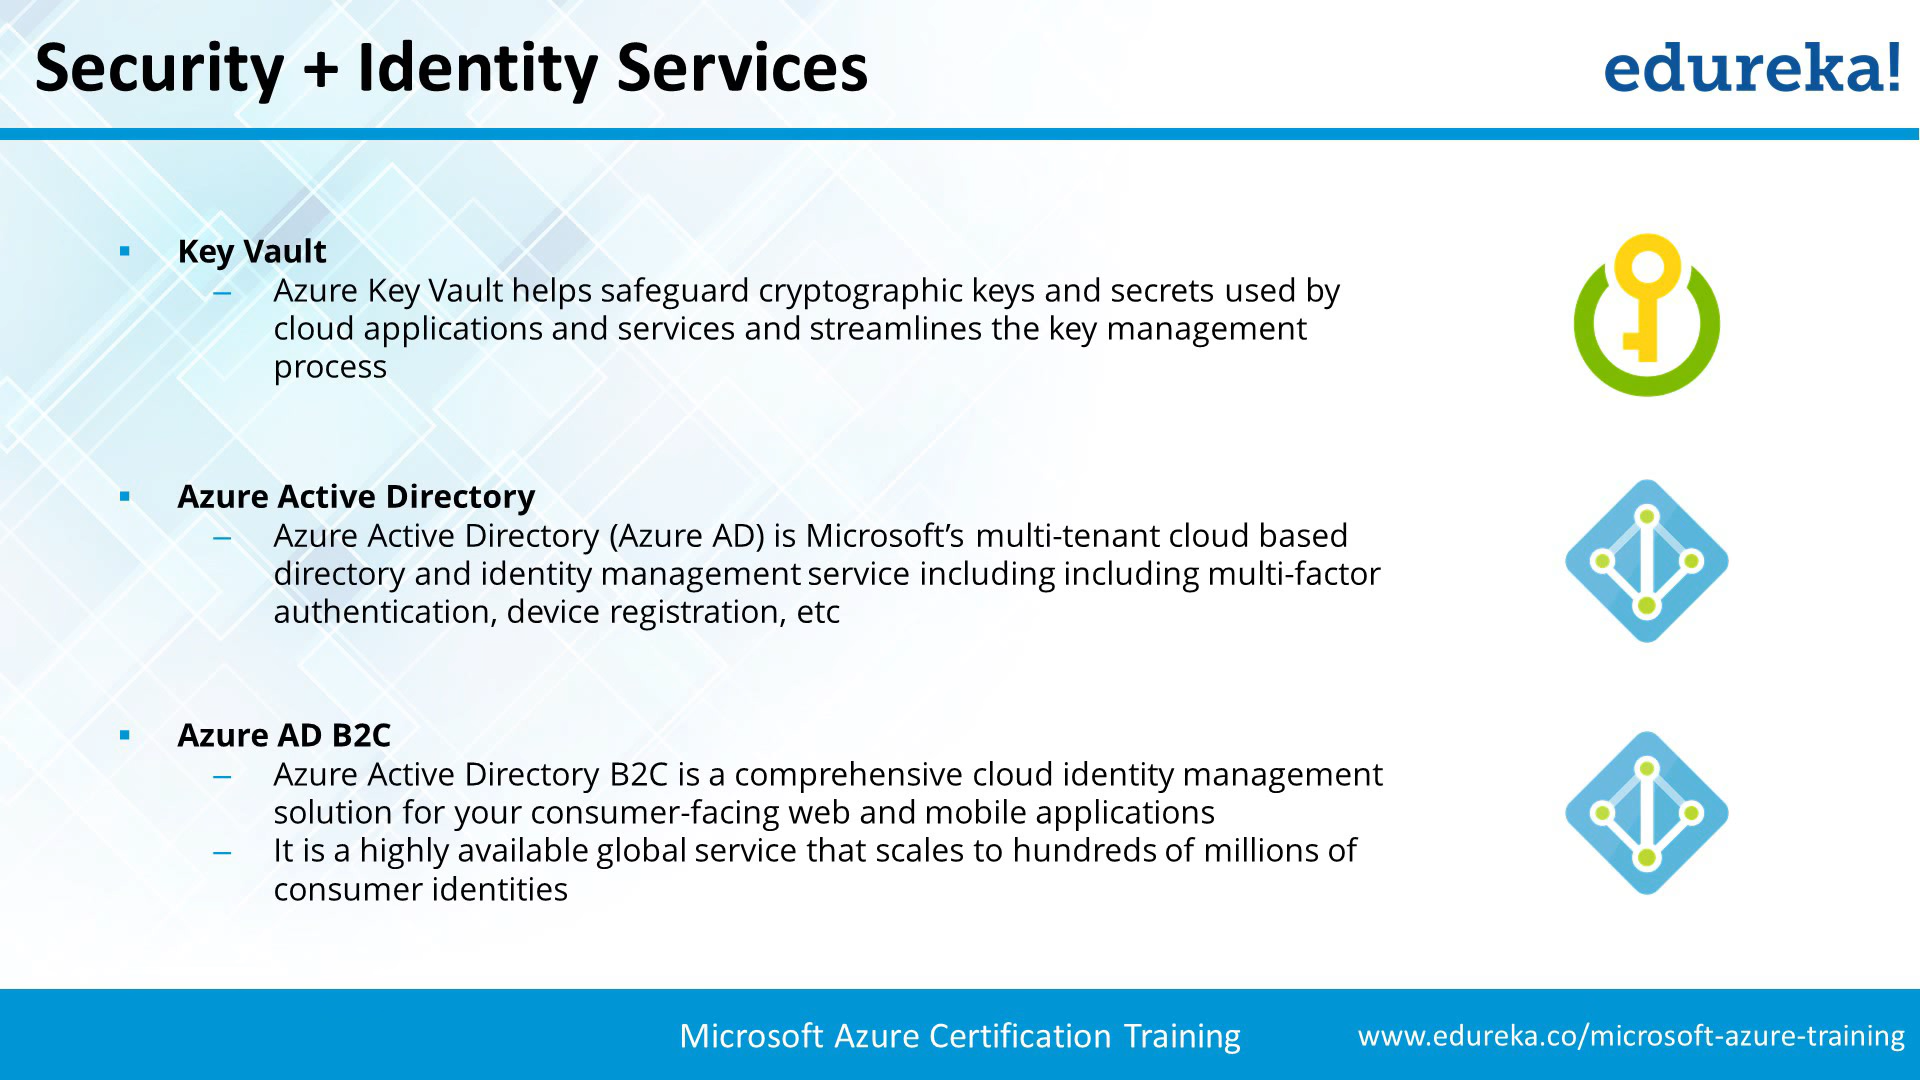 Security + Identity Services
edureka!
▪ Key Vault
– Azure Key Vault helps safeguard cryptographic keys and secrets used by
cloud applications and services and streamlines the key management
process
▪ Azure Active Directory
– Azure Active Directory (Azure AD) is Microsoft’s multi-tenant cloud based
directory and identity management service including including multi-factor
authentication, device registration, etc
▪ Azure AD B2C
– Azure Active Directory B2C is a comprehensive cloud identity management
solution for your consumer-facing web and mobile applications
– It is a highly available global service that scales to hundreds of millions of
consumer identities
Microsoft Azure Certification Training
www.edureka.co/microsoft-azure-training